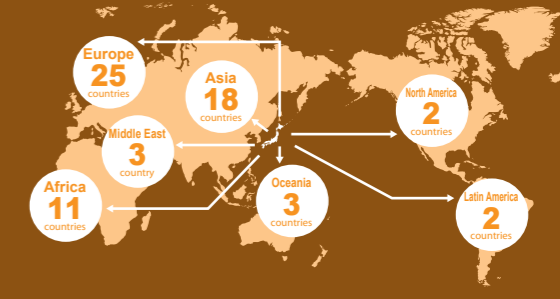 Europe
25
countries
Asia
18
countries
North America
2
countries
Middle East
3
country
Africa
11
countries
Oceania
3
countries
Latin America
2
countries